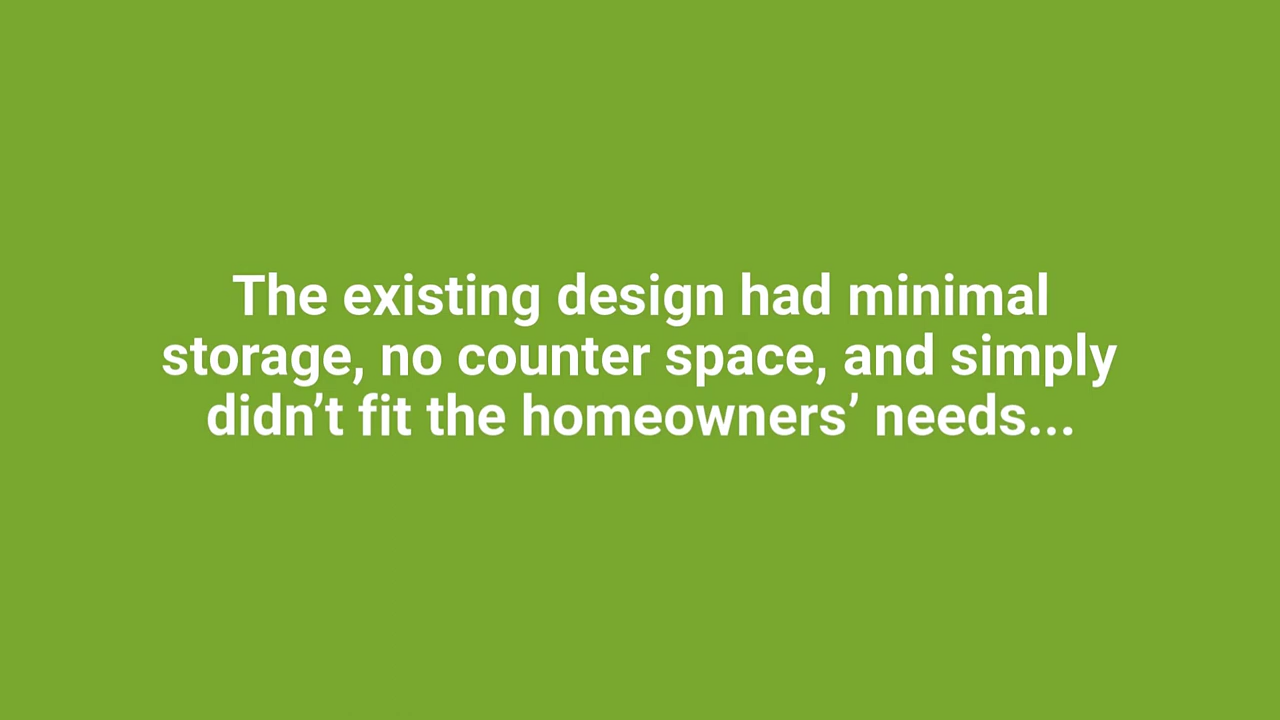 The existing design had minimal
storage, no counter space, and simply
didn’t fit the homeowners’ needs...